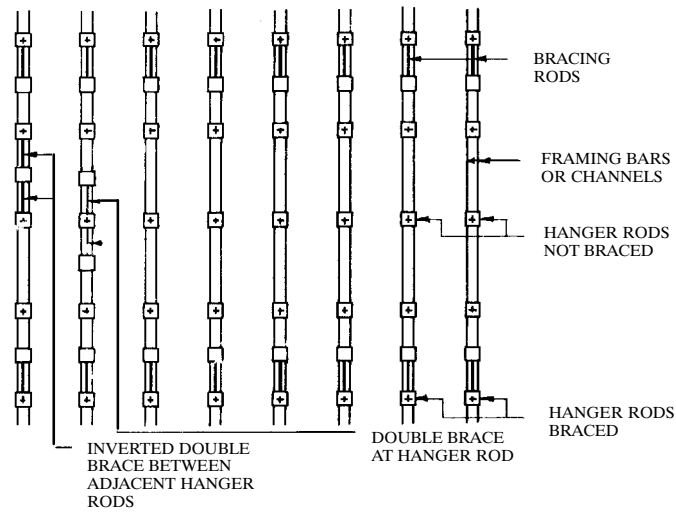 BRACING
RODS
FRAMING BARS
OR CHANNELS
HANGER RODS
NOT BRACED
HANGER RODS
BRACED
INVERTED DOUBLE
BRACE BETWEEN
ADJACENT HANGER
RODS
DOUBLE BRACE
AT HANGER ROD